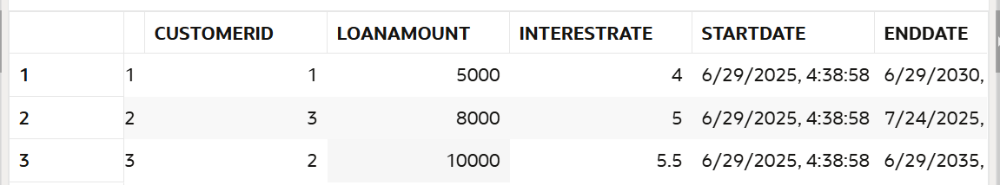 CUSTOMERID LOANAMOUNT INTERESTRATE STARTDATE ENDDATE
1 1 1 5000 4 6/29/2025, 4:38:58 6/29/2030,
2 2 3 8000 5 6/29/2025, 4:38:58 7/24/2025,
3 3 2 10000 5.5 6/29/2025, 4:38:58 6/29/2035,